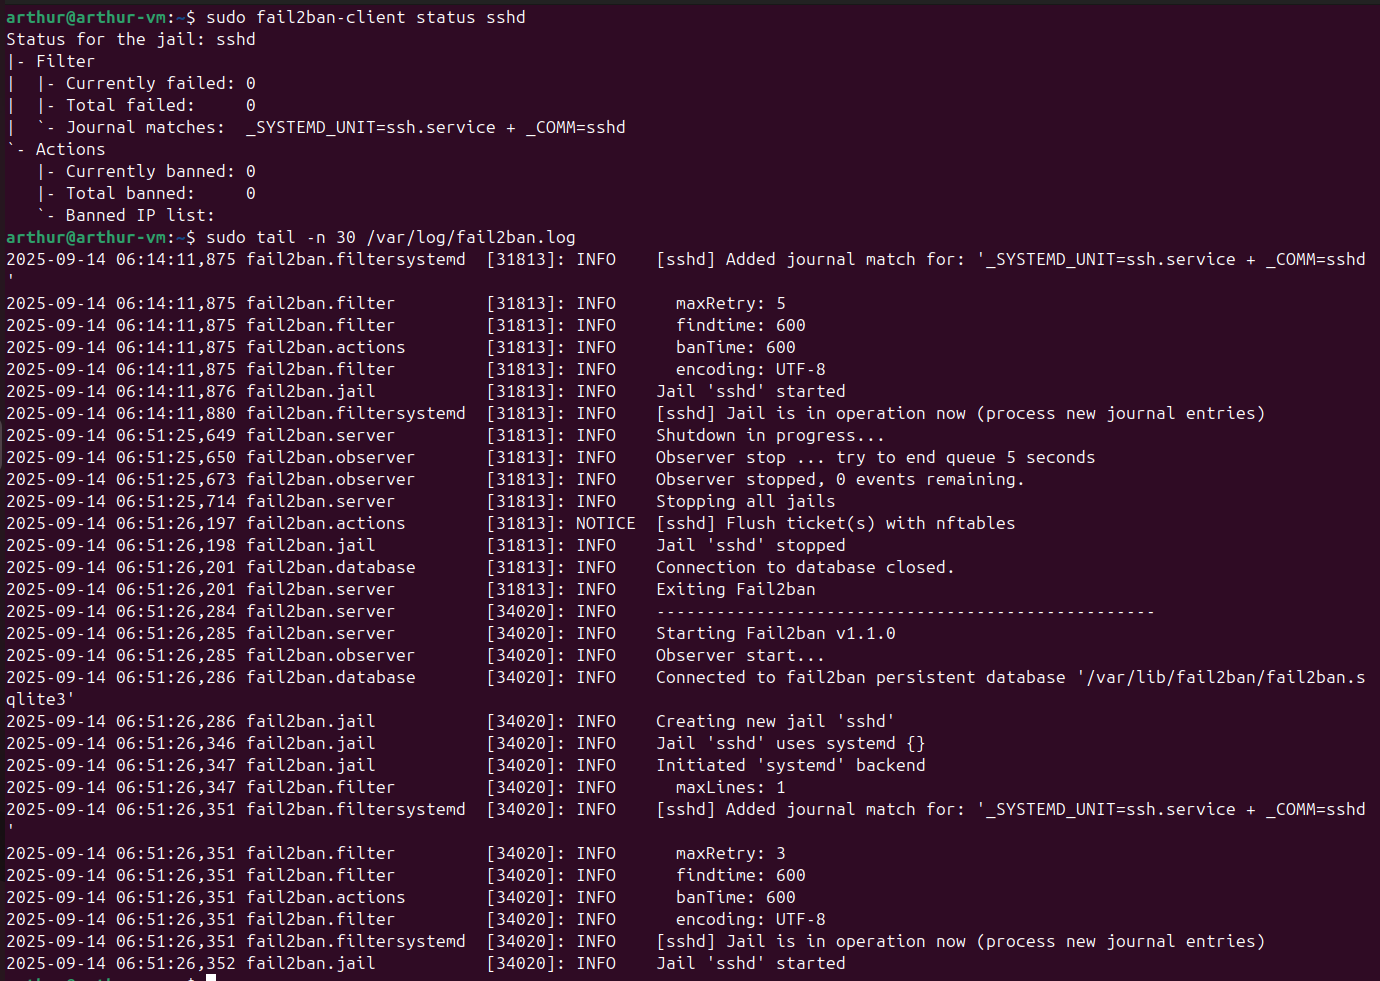 arthur@arthur-vm:~$ sudo fail2ban-client status sshd
Status for the jail: sshd
|- Filter
|  |- Currently failed: 0
|  |- Total failed:     0
|  `- Journal matches:  _SYSTEMD_UNIT=ssh.service + _COMM=sshd
`- Actions
   |- Currently banned: 0
   |- Total banned:     0
   `- Banned IP list:
arthur@arthur-vm:~$ sudo tail -n 30 /var/log/fail2ban.log
2025-09-14 06:14:11,875 fail2ban.filtersystemd  [31813]: INFO    [sshd] Added journal match for: '_SYSTEMD_UNIT=ssh.service + _COMM=sshd
'
2025-09-14 06:14:11,875 fail2ban.filter         [31813]: INFO      maxRetry: 5
2025-09-14 06:14:11,875 fail2ban.filter         [31813]: INFO      findtime: 600
2025-09-14 06:14:11,875 fail2ban.actions        [31813]: INFO      banTime: 600
2025-09-14 06:14:11,875 fail2ban.filter         [31813]: INFO      encoding: UTF-8
2025-09-14 06:14:11,876 fail2ban.jail           [31813]: INFO    Jail 'sshd' started
2025-09-14 06:14:11,880 fail2ban.filtersystemd  [31813]: INFO    [sshd] Jail is in operation now (process new journal entries)
2025-09-14 06:51:25,649 fail2ban.server         [31813]: INFO    Shutdown in progress...
2025-09-14 06:51:25,650 fail2ban.observer       [31813]: INFO    Observer stop ... try to end queue 5 seconds
2025-09-14 06:51:25,673 fail2ban.observer       [31813]: INFO    Observer stopped, 0 events remaining.
2025-09-14 06:51:25,714 fail2ban.server         [31813]: INFO    Stopping all jails
2025-09-14 06:51:26,197 fail2ban.actions        [31813]: NOTICE  [sshd] Flush ticket(s) with nftables
2025-09-14 06:51:26,198 fail2ban.jail           [31813]: INFO    Jail 'sshd' stopped
2025-09-14 06:51:26,201 fail2ban.database       [31813]: INFO    Connection to database closed.
2025-09-14 06:51:26,201 fail2ban.server         [31813]: INFO    Exiting Fail2ban
2025-09-14 06:51:26,284 fail2ban.server         [34020]: INFO    --------------------------------------------------
2025-09-14 06:51:26,285 fail2ban.server         [34020]: INFO    Starting Fail2ban v1.1.0
2025-09-14 06:51:26,285 fail2ban.observer       [34020]: INFO    Observer start...
2025-09-14 06:51:26,286 fail2ban.database       [34020]: INFO    Connected to fail2ban persistent database '/var/lib/fail2ban/fail2ban.s
qlite3'
2025-09-14 06:51:26,286 fail2ban.jail           [34020]: INFO    Creating new jail 'sshd'
2025-09-14 06:51:26,346 fail2ban.jail           [34020]: INFO    Jail 'sshd' uses systemd {}
2025-09-14 06:51:26,347 fail2ban.jail           [34020]: INFO    Initiated 'systemd' backend
2025-09-14 06:51:26,347 fail2ban.filter         [34020]: INFO      maxLines: 1
2025-09-14 06:51:26,351 fail2ban.filtersystemd  [34020]: INFO    [sshd] Added journal match for: '_SYSTEMD_UNIT=ssh.service + _COMM=sshd
'
2025-09-14 06:51:26,351 fail2ban.filter         [34020]: INFO      maxRetry: 3
2025-09-14 06:51:26,351 fail2ban.filter         [34020]: INFO      findtime: 600
2025-09-14 06:51:26,351 fail2ban.actions        [34020]: INFO      banTime: 600
2025-09-14 06:51:26,351 fail2ban.filter         [34020]: INFO      encoding: UTF-8
2025-09-14 06:51:26,351 fail2ban.filtersystemd  [34020]: INFO    [sshd] Jail is in operation now (process new journal entries)
2025-09-14 06:51:26,352 fail2ban.jail           [34020]: INFO    Jail 'sshd' started
arthur@arthur-vm:~$